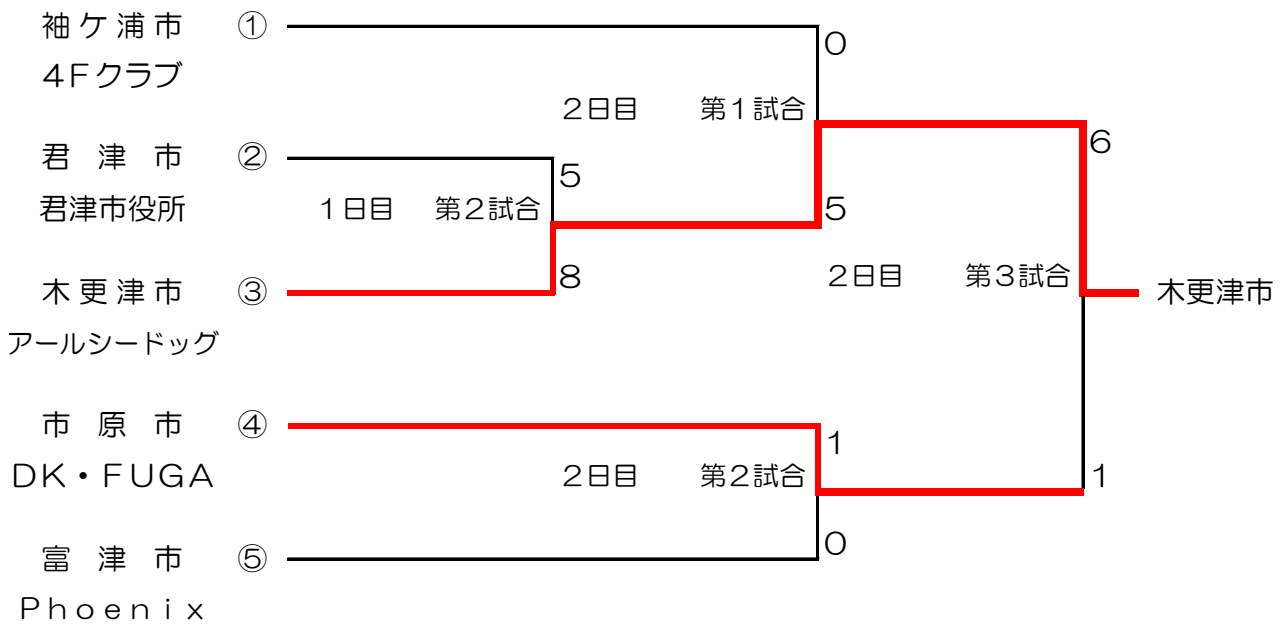 袖ケ浦市 ①
0
4Fクラブ
2日目 第1試合
6
君津市 ②
5
君津市役所 1日目 第2試合
5
8
2日目 第3試合
木更津市 ③
木更津市
アールシードッグ
市原市 ④
1
DK・FUGA
2日目 第2試合
1
0
富津市 ⑤
Phoenix